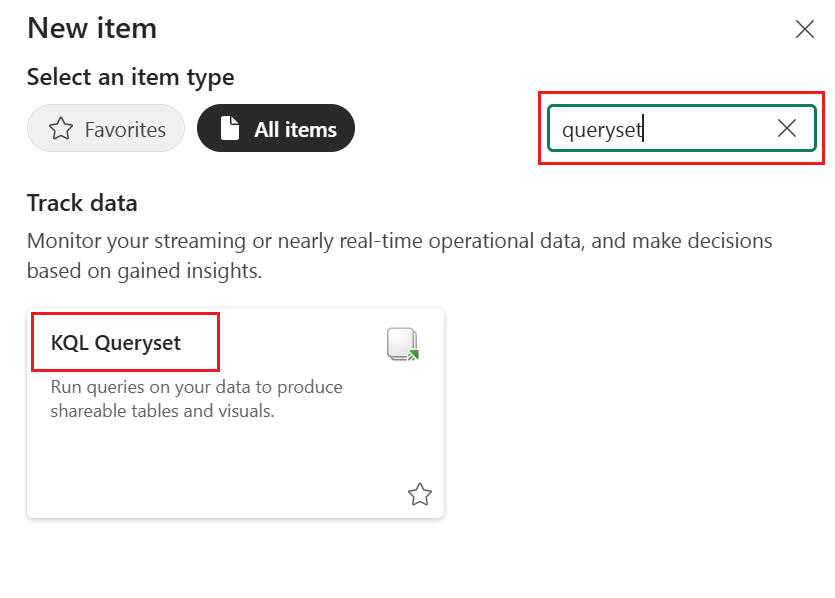 New item
Select an item type
Favorites
All items
queryset
Track data
Monitor your streaming or nearly real-time operational data, and make decisions
based on gained insights.
KQL Queryset
Run queries on your data to produce
shareable tables and visuals.